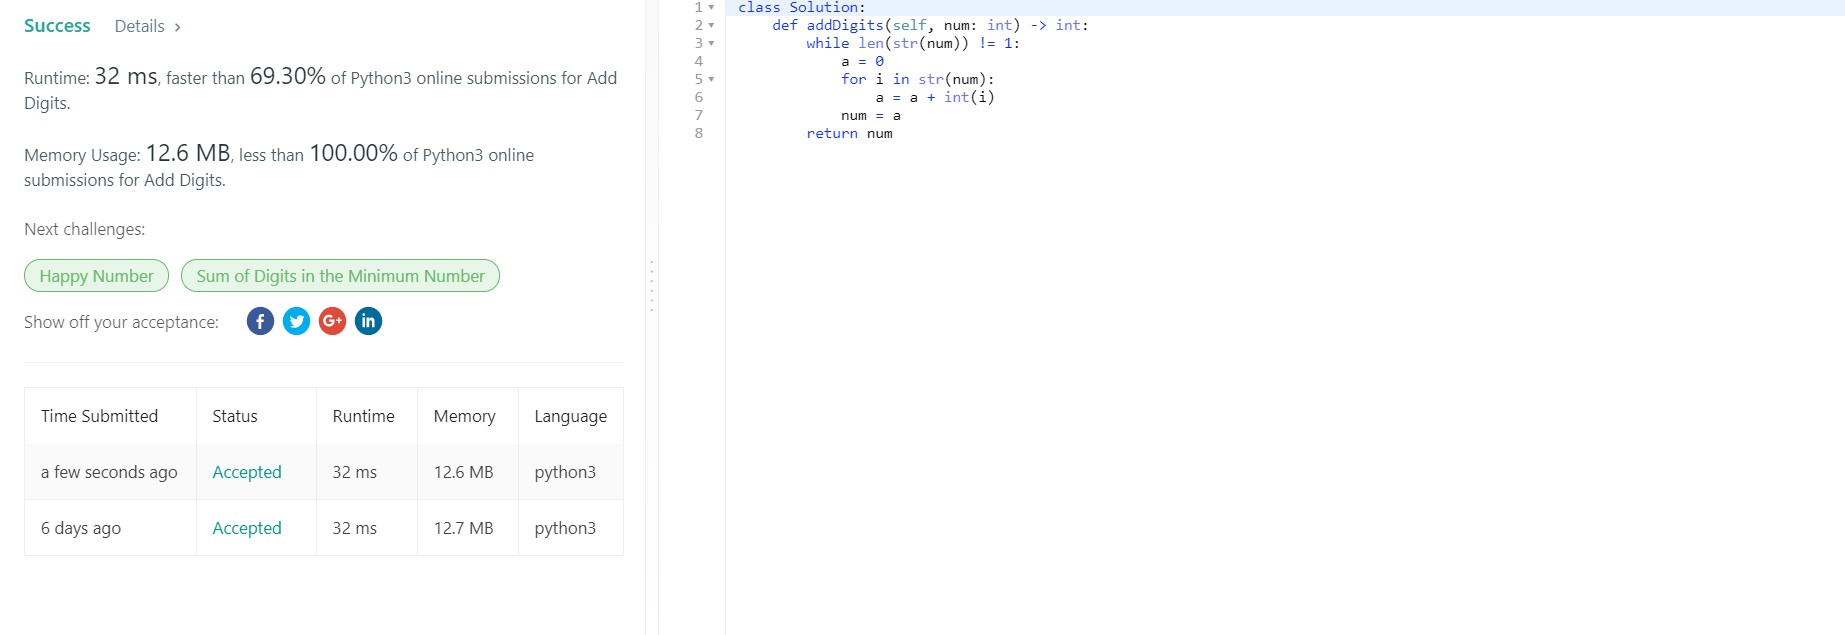 Success Details >
Runtime: 32 ms, faster than 69.30% of Python3 online submissions for Add
Digits.
Memory Usage: 12.6 MB, less than 100.00% of Python3 online
submissions for Add Digits.
Next challenges:
Happy Number Sum of Digits in the Minimum Number
Show off your acceptance: f G+ in
Time Submitted Status Runtime Memory Language
a few seconds ago Accepted 32 ms 12.6 MB python3
6 days ago Accepted 32 ms 12.7 MB python3
1 class Solution:
2     def addDigits(self, num: int) -> int:
3         while len(str(num)) != 1:
4             a = 0
5             for i in str(num):
6                 a = a + int(i)
7             num = a
8         return num